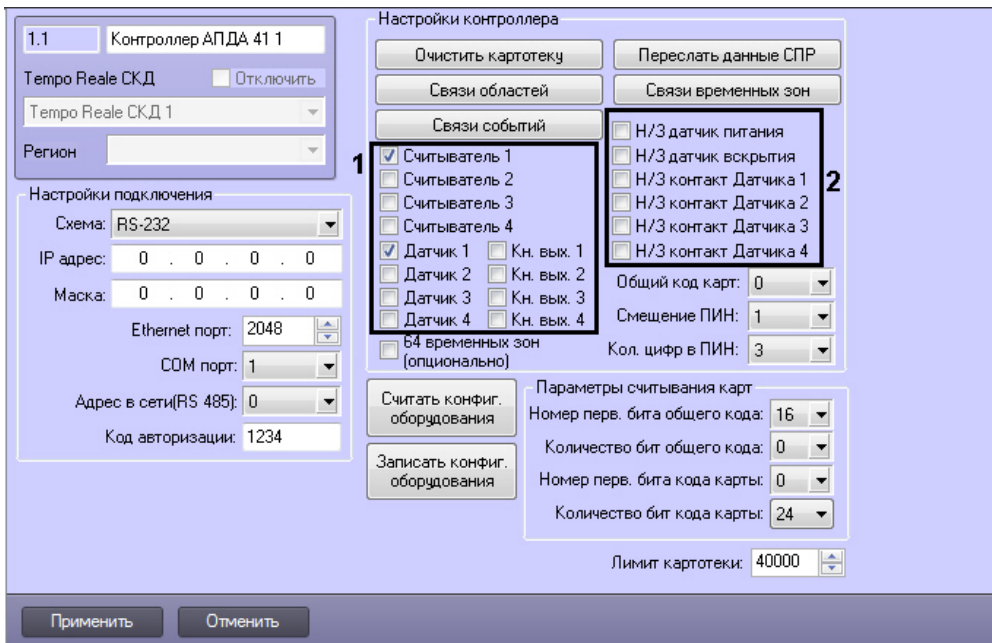 1.1 Контроллер АПДА 41 1
Tempo Reale СКД Отключить
Tempo Reale СКД 1
Регион
Настройки подключения
Схема: RS-232
IP адрес: 0 . 0 . 0 . 0
Маска: 0 . 0 . 0 . 0
Ethernet порт: 2048
COM порт: 1
Адрес в сети(RS 485): 0
Код авторизации: 1234
Настройки контроллера
Очистить картотеку Переслать данные СПР
Связи областей Связи временных зон
Связи событий
1
Считыватель 1
Считыватель 2
Считыватель 3
Считыватель 4
Датчик 1 Кн. вых. 1
Датчик 2 Кн. вых. 2
Датчик 3 Кн. вых. 3
Датчик 4 Кн. вых. 4
64 временных зон
(опционально)
Н/З датчик питания
Н/З датчик вскрытия
Н/З контакт Датчика 1
Н/З контакт Датчика 2
Н/З контакт Датчика 3
Н/З контакт Датчика 4
2
Общий код карт: 0
Смещение ПИН: 1
Кол. цифр в ПИН: 3
Считать конфиг.
оборудования
Записать конфиг.
оборудования
Параметры считывания карт
Номер перв. бита общего кода: 16
Количество бит общего кода: 0
Номер перв. бита кода карты: 0
Количество бит кода карты: 24
Лимит картотеки: 40000
Применить Отменить